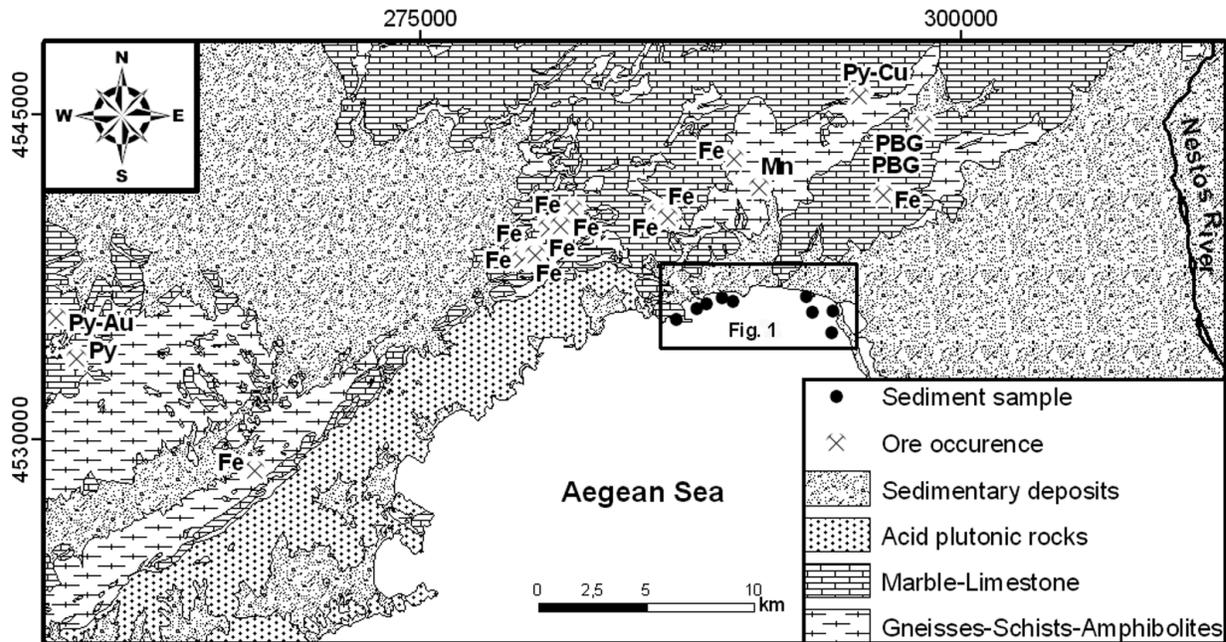 275000
300000
4545000
4530000
N
W
E
S
Py-Cu
PBG
PBG
Fe
Mn
Fe
Fe
Fe
Fe
Fe
Fe
Fe
Fe
Fe
Nestos River
Py-Au
Py
Fe
Fig. 1
Aegean Sea
0 2,5 5 10
km
Sediment sample
Ore occurence
Sedimentary deposits
Acid plutonic rocks
Marble-Limestone
Gneisses-Schists-Amphibolites